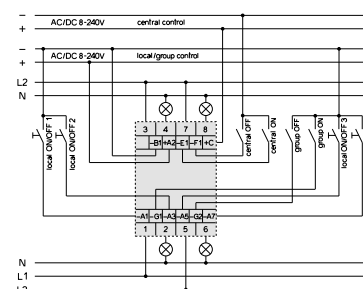 −
AC/DC 8-240V central control
+
−
AC/DC 8-240V local/group control
+
L2
N
3 4 7 8
−B1 +A2 −E1 −F1 +C
local ON/OFF 1
local ON/OFF 2
central OFF
central ON
group OFF
group ON
local ON/OFF 3
−A1 −G1 −A3 −A5 −G2 −A7
1 2 5 6
N
L1
L3